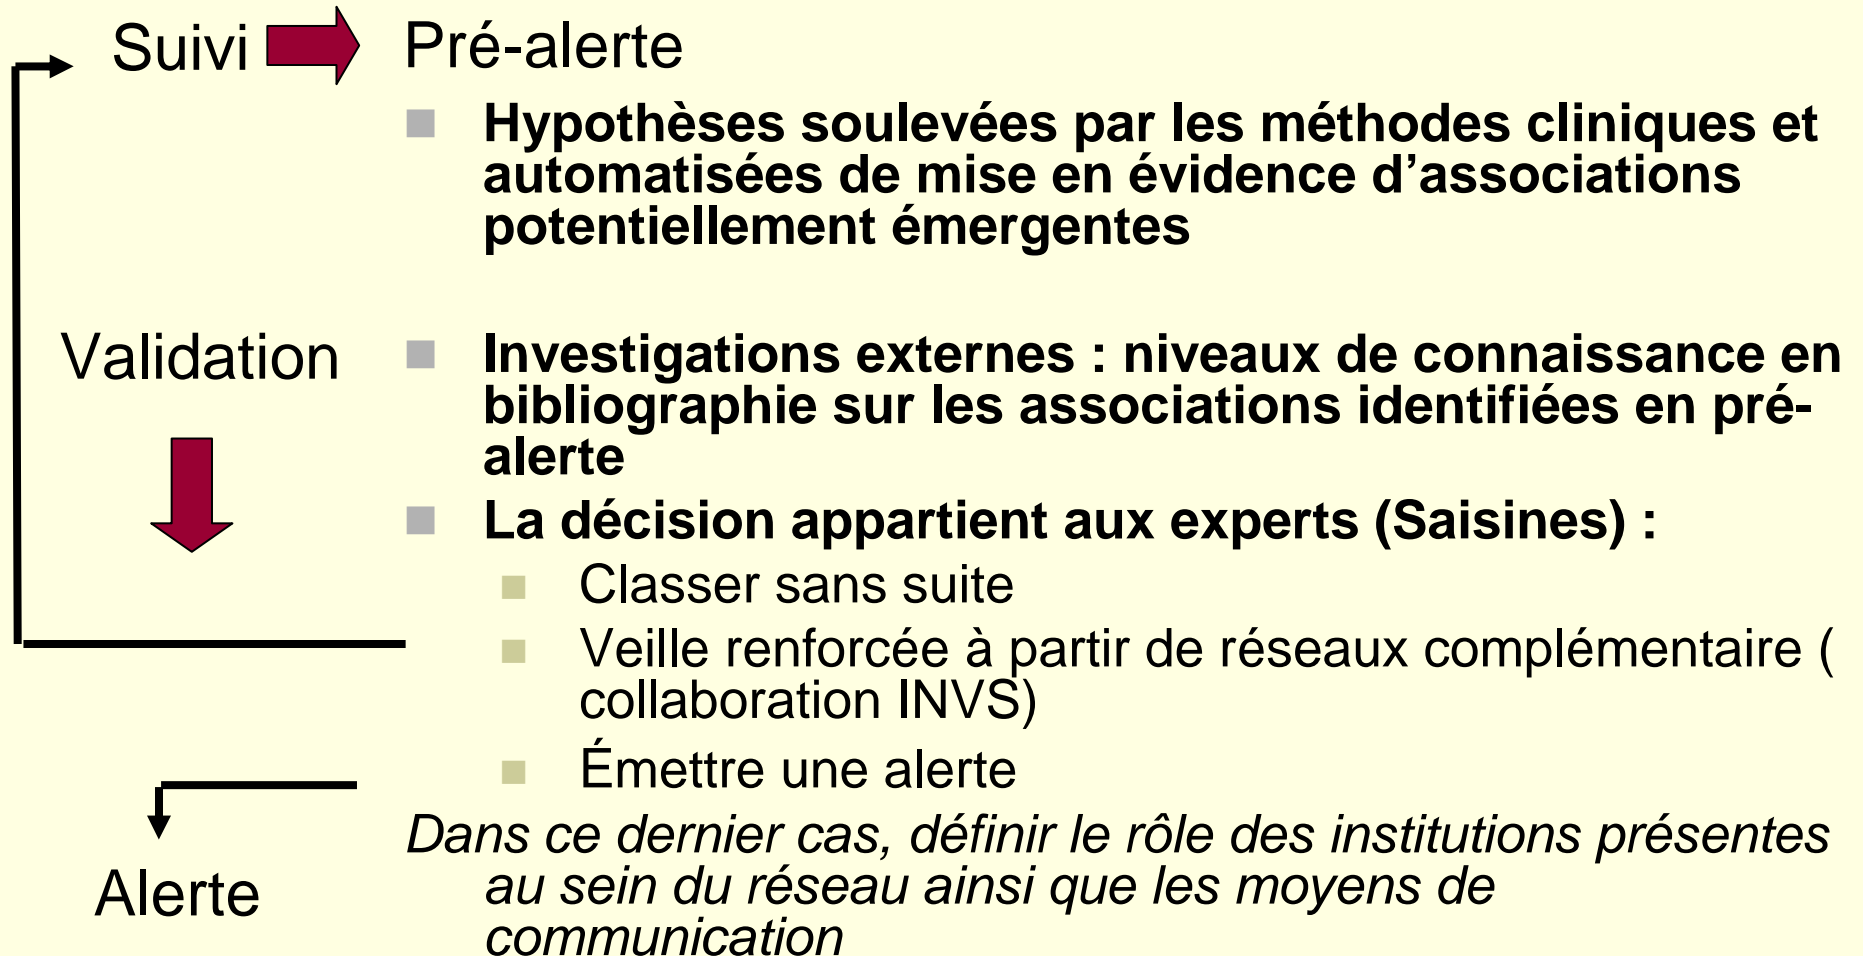 Suivi
Pré-alerte
Hypothèses soulevées par les méthodes cliniques et
automatisées de mise en évidence d’associations
potentiellement émergentes
Validation
Investigations externes : niveaux de connaissance en
bibliographie sur les associations identifiées en pré-
alerte
La décision appartient aux experts (Saisines) :
Classer sans suite
Veille renforcée à partir de réseaux complémentaire (
collaboration INVS)
Émettre une alerte
Alerte
Dans ce dernier cas, définir le rôle des institutions présentes
au sein du réseau ainsi que les moyens de
communication